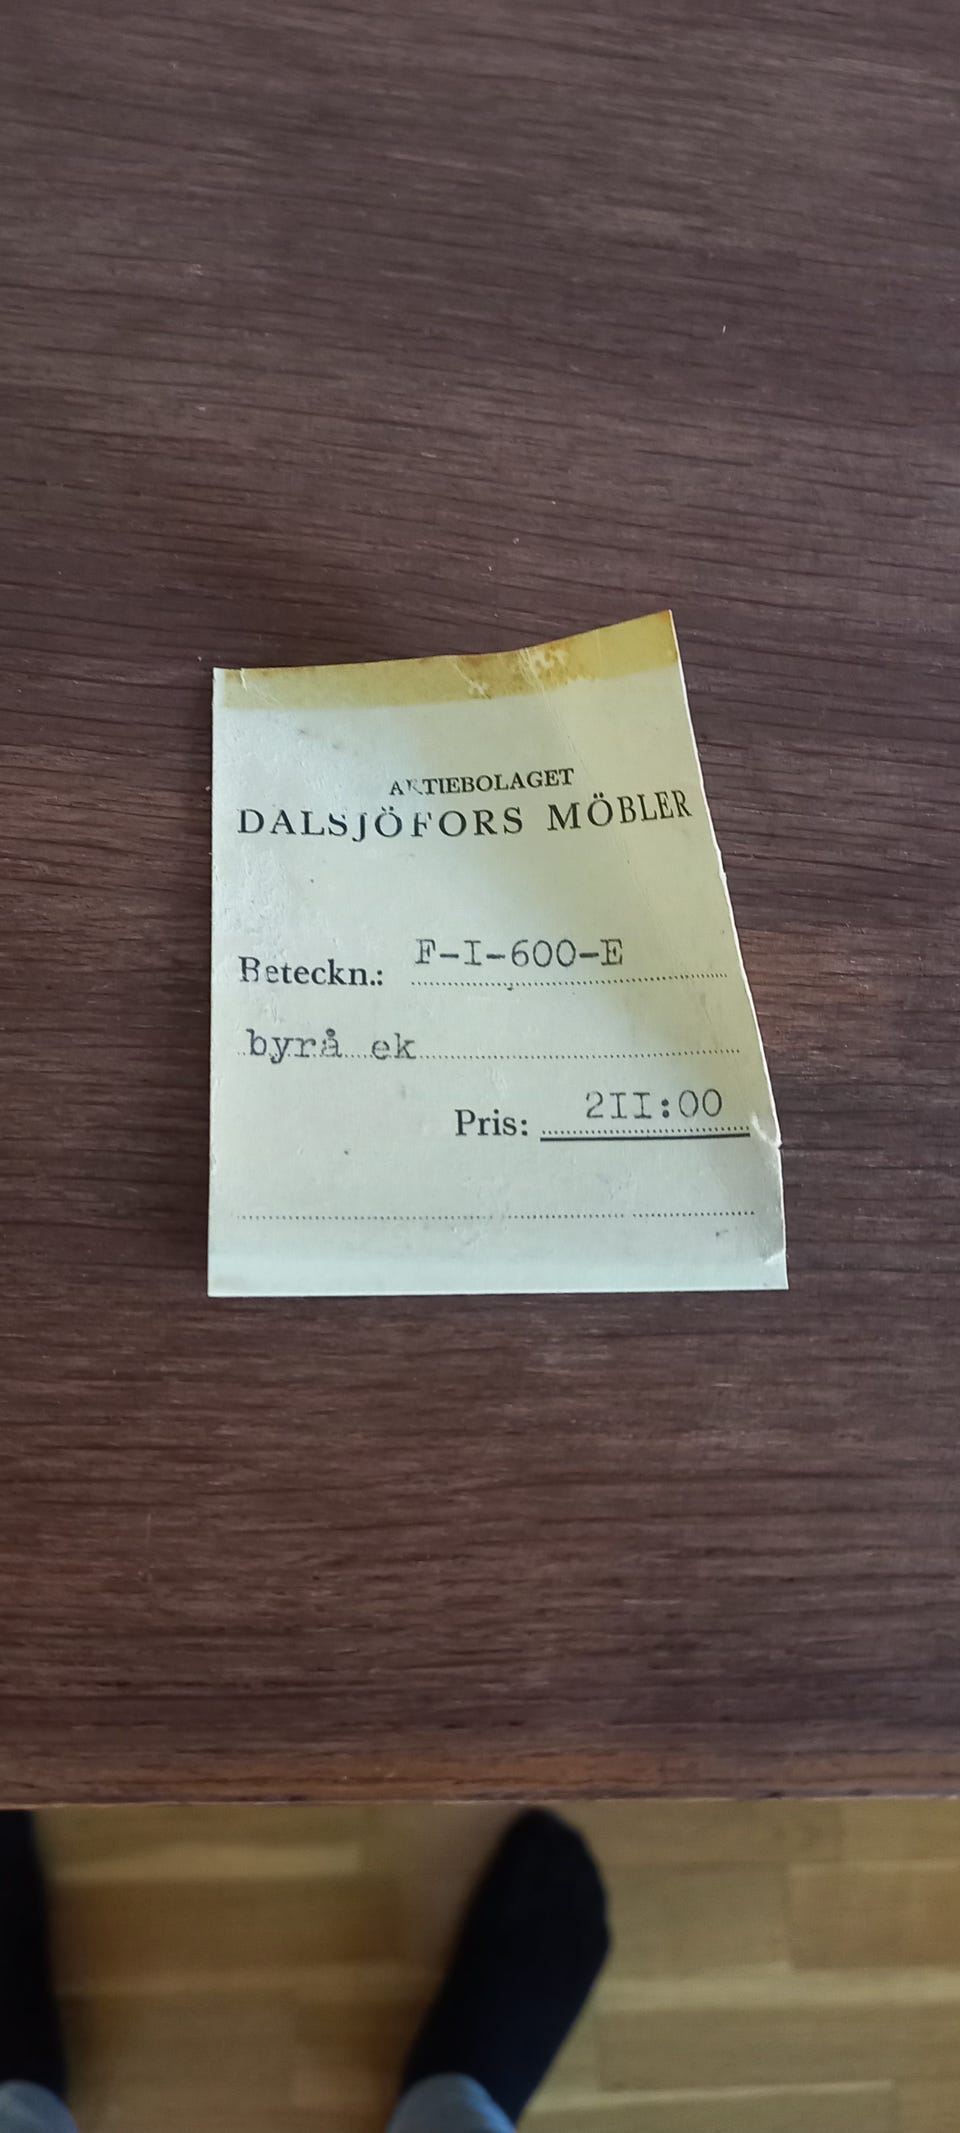 AKTIEBOLAGET
DALSJÖFORS MÖBLER
Beteckn.: F-I-600-E
byrå ek
Pris: 2II:00